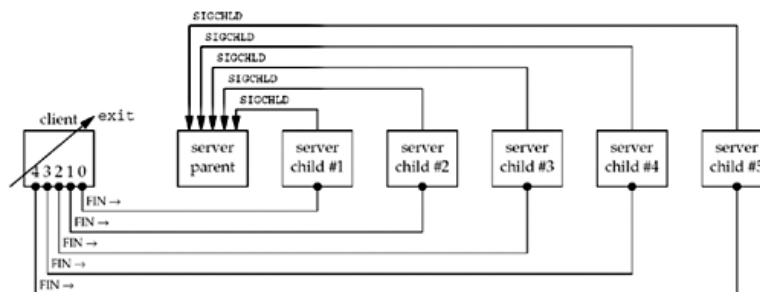 SIGCHLD
SIGCHLD
SIGCHLD
SIGCHLD
SIGCHLD
client
exit
server
parent
server
child #1
server
child #2
server
child #3
server
child #4
server
child #5
4 3 2 1 0
FIN →
FIN →
FIN →
FIN →
FIN →